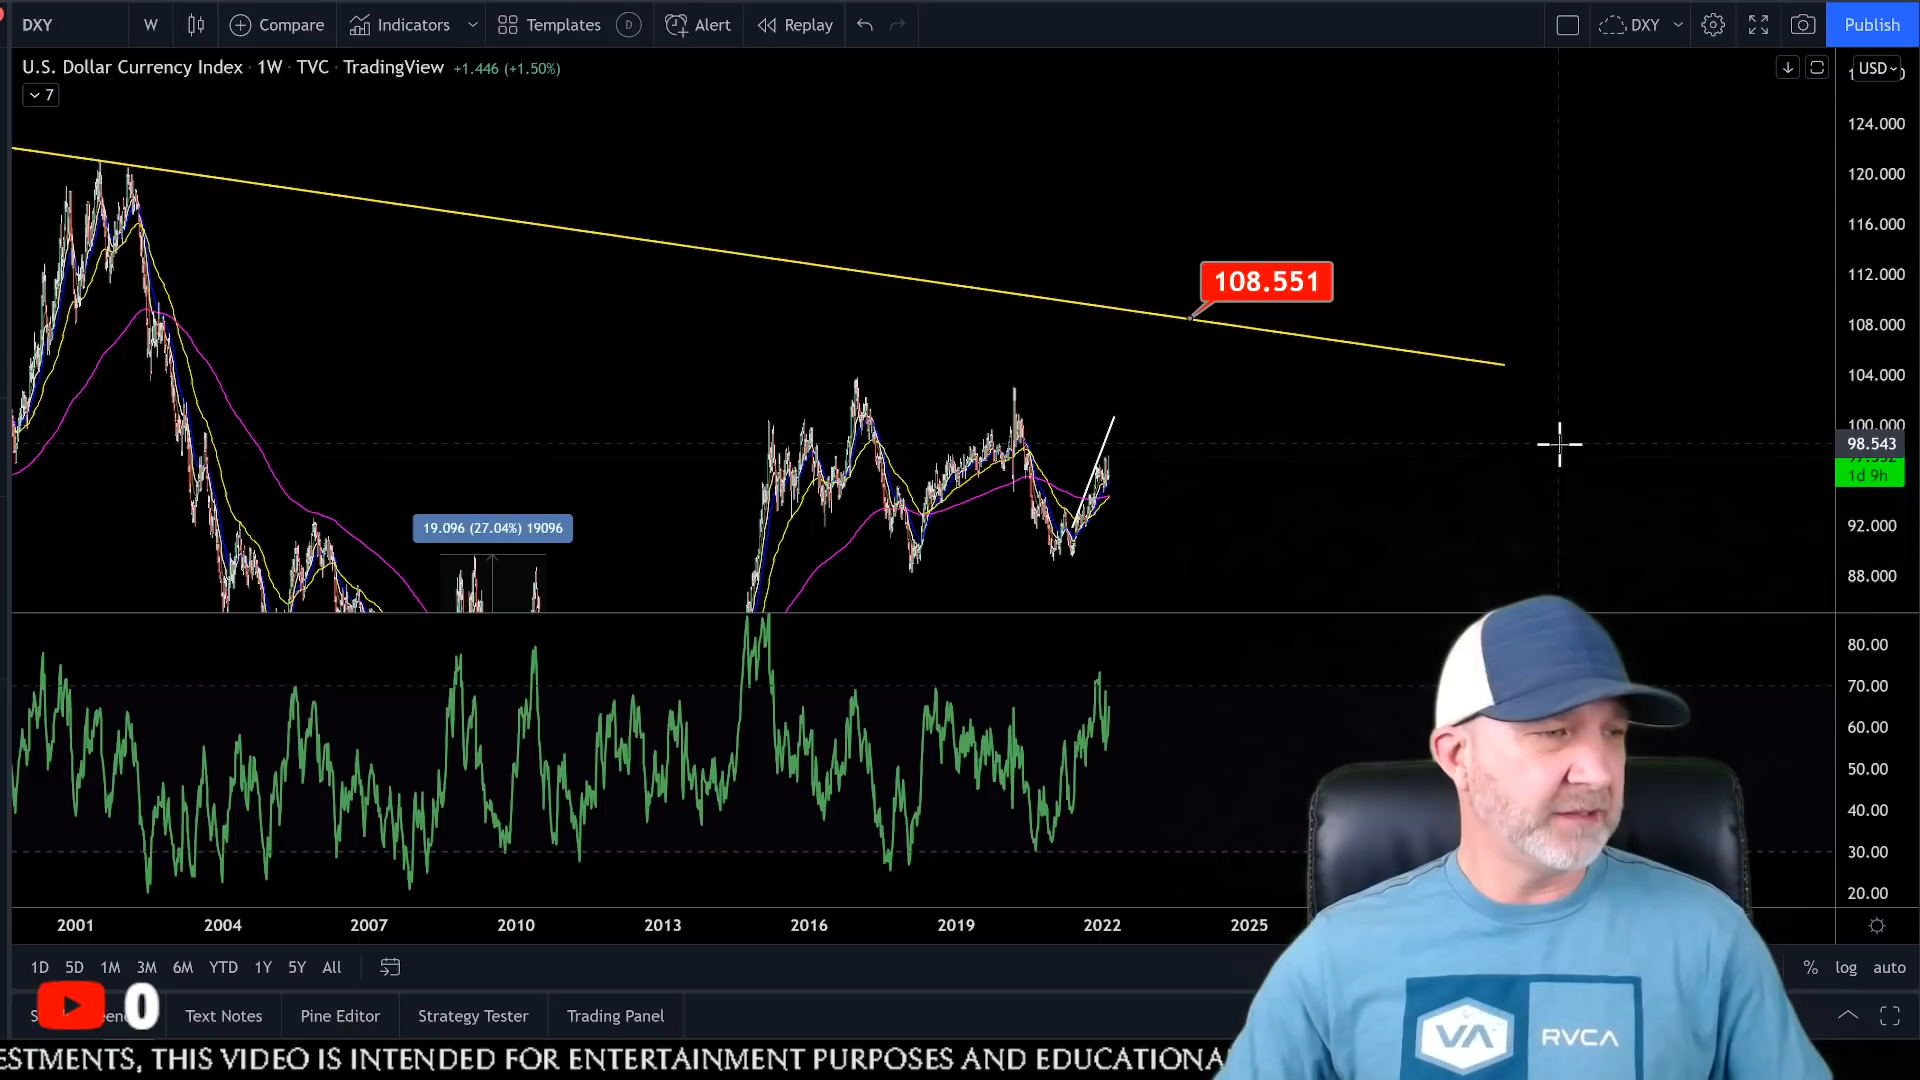 DXY W Compare Indicators Templates D Alert Replay DXY Publish
U.S. Dollar Currency Index · 1W · TVC · TradingView +1.446 (+1.50%)
7
USD
124.000
120.000
116.000
112.000
108.551
108.000
104.000
100.000
98.543
1d 9h
19.096 (27.04%) 19096
92.000
88.000
80.00
70.00
60.00
50.00
40.00
30.00
20.00
2001 2004 2007 2010 2013 2016 2019 2022 2025
1D 5D 1M 3M 6M YTD 1Y 5Y All % log auto
0 Text Notes Pine Editor Strategy Tester Trading Panel
VA RVCA
ESTMENTS, THIS VIDEO IS INTENDED FOR ENTERTAINMENT PURPOSES AND EDUCATIONA